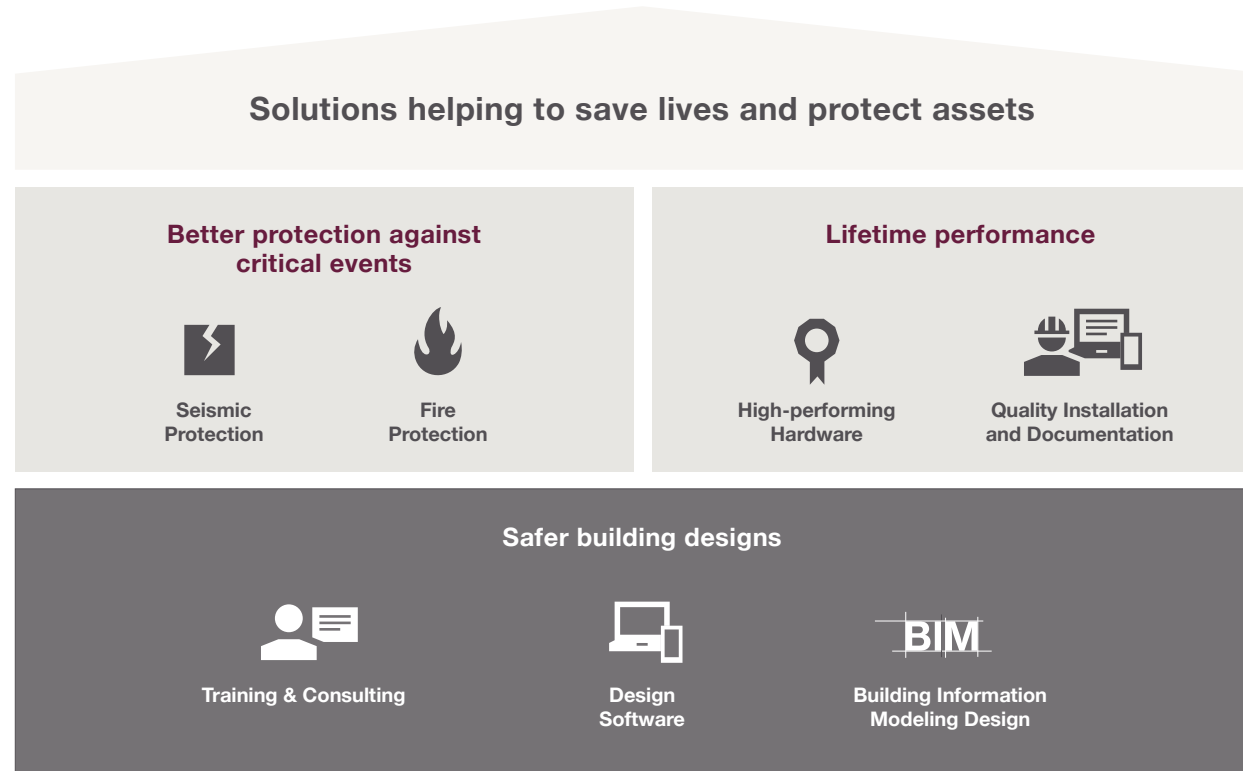 Solutions helping to save lives and protect assets
Better protection against
critical events
Seismic
Protection
Fire
Protection
Lifetime performance
High-performing
Hardware
Quality Installation
and Documentation
Safer building designs
Training & Consulting
Design
Software
BIM
Building Information
Modeling Design